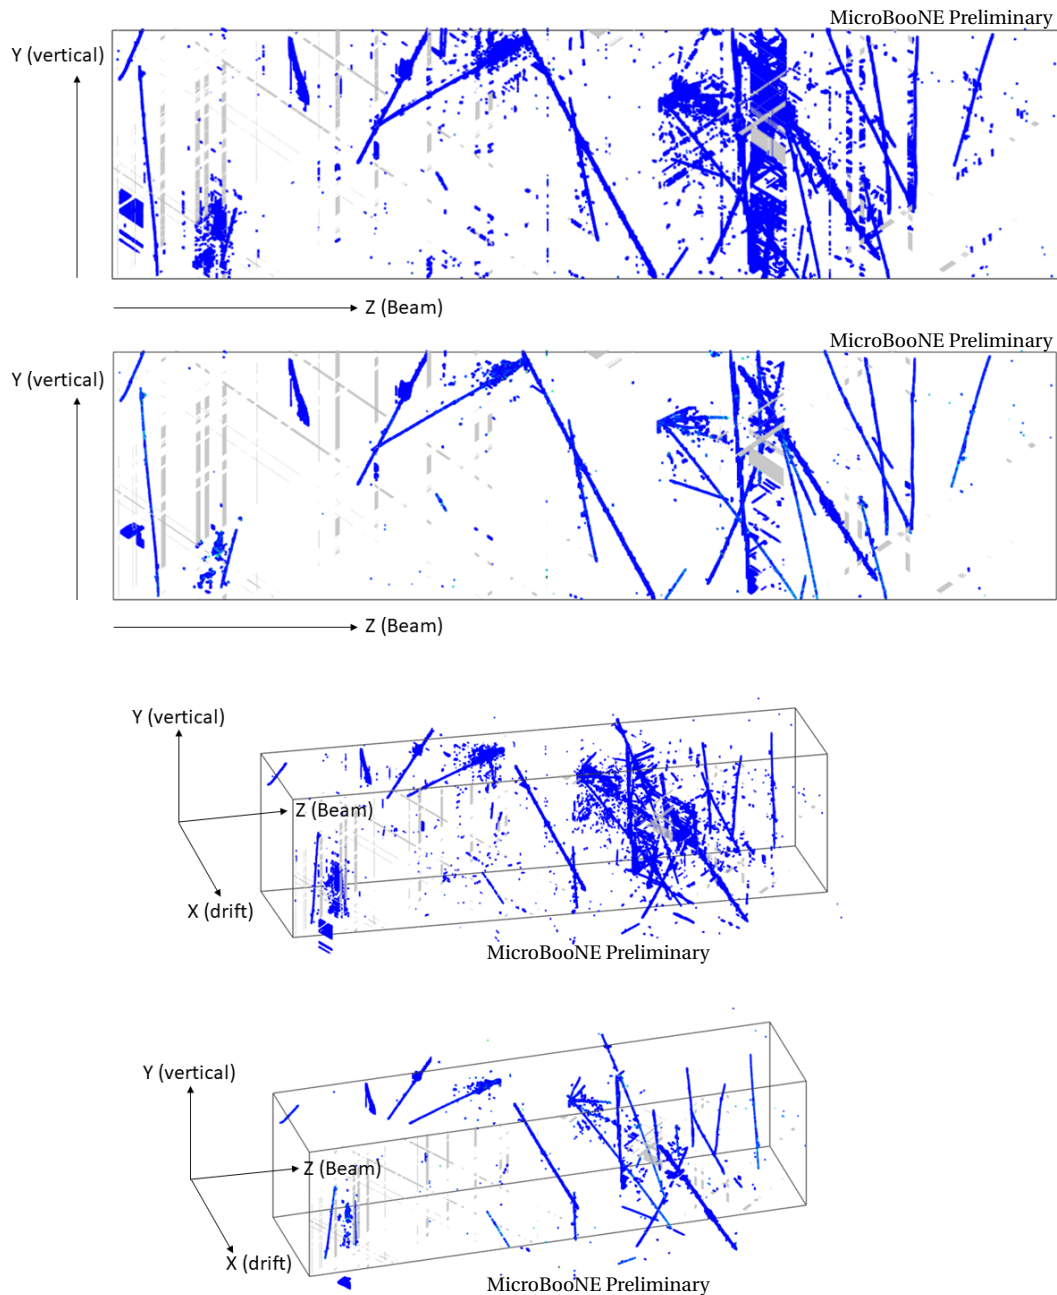 MicroBooNE Preliminary
Y (vertical)
Z (Beam)
MicroBooNE Preliminary
Y (vertical)
Z (Beam)
Y (vertical)
Z (Beam)
X (drift)
MicroBooNE Preliminary
Y (vertical)
Z (Beam)
X (drift)
MicroBooNE Preliminary